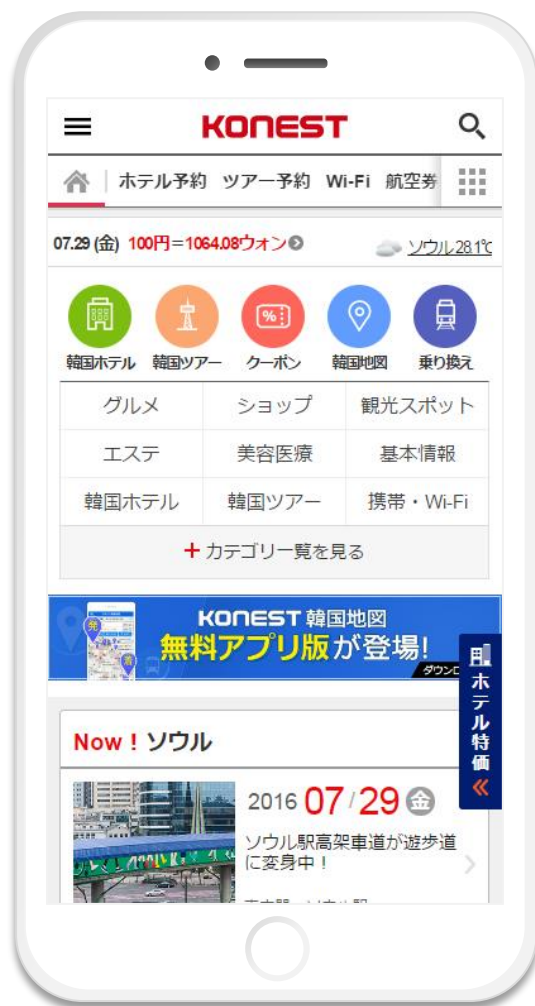 KONEST
ホテル予約 ツアー予約 Wi-Fi 航空券
07.29 (金) 100円=1064.08ウォン ソウル 28.1℃
%
韓国ホテル 韓国ツアー クーポン 韓国地図 乗り換え
グルメ ショップ 観光スポット
エステ 美容医療 基本情報
韓国ホテル 韓国ツアー 携帯・Wi-Fi
+ カテゴリー覧を見る
KONEST 韓国地図
無料アプリ版が登場!
ダウンロ
ホテル特価
Now ! ソウル
2016 07/29 金
ソウル駅高架車道が遊歩道
に変身中！